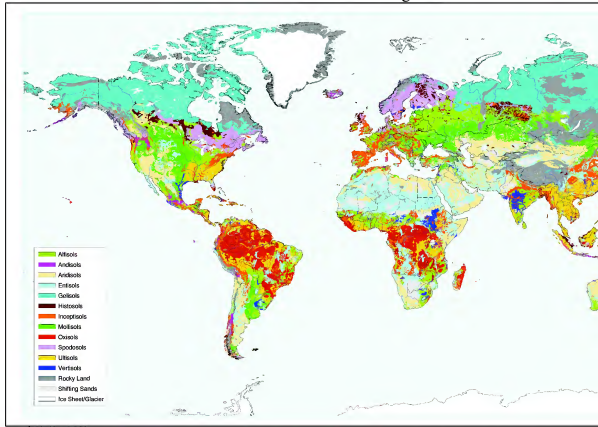 Alfisols
Andisols
Aridisols
Entisols
Gelisols
Histosols
Inceptisols
Mollisols
Oxisols
Spodosols
Ultisols
Vertisols
Rocky Land
Shifting Sands
Ice Sheet/Glacier